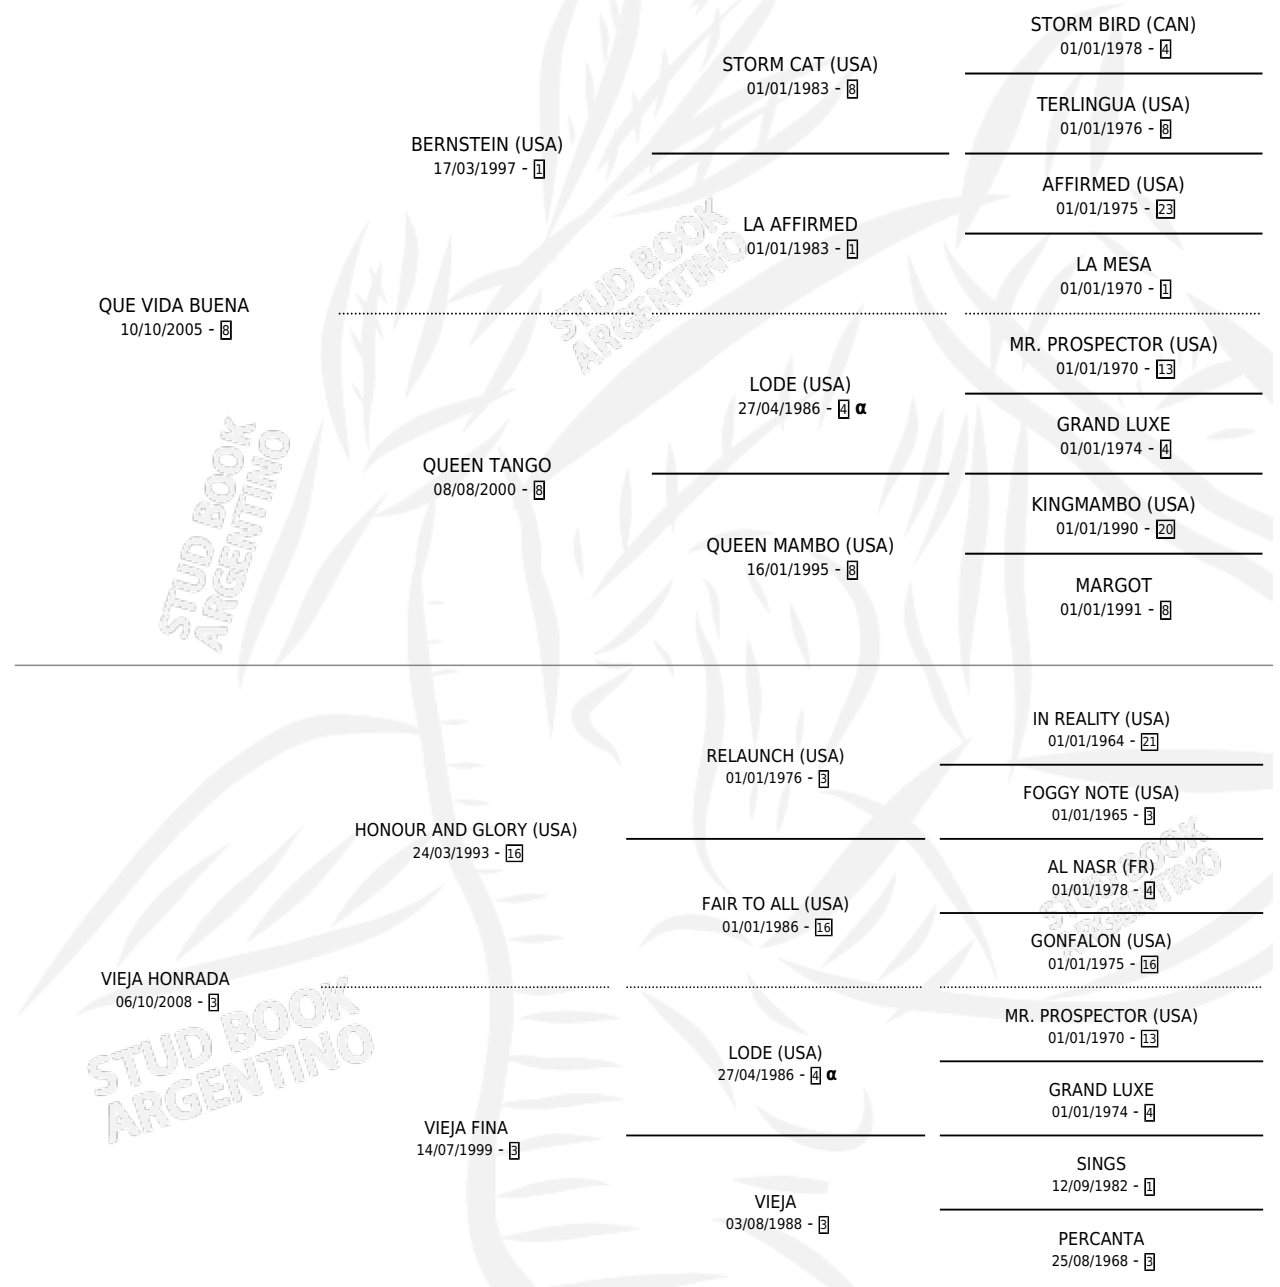 STORM BIRD (CAN)
01/01/1978 - 4
STORM CAT (USA)
01/01/1983 - 8
TERLINGUA (USA)
01/01/1976 - 8
BERNSTEIN (USA)
17/03/1997 - 1
AFFIRMED (USA)
01/01/1975 - 23
LA AFFIRMED
01/01/1983 - 1
LA MESA
01/01/1970 - 1
QUE VIDA BUENA
10/10/2005 - 8
MR. PROSPECTOR (USA)
01/01/1970 - 13
LODE (USA)
27/04/1986 - 4 α
GRAND LUXE
01/01/1974 - 4
QUEEN TANGO
08/08/2000 - 8
KINGMAMBO (USA)
01/01/1990 - 20
QUEEN MAMBO (USA)
16/01/1995 - 8
MARGOT
01/01/1991 - 8
STUD BOOK
ARGENTINO
STUD BOOK
ARGENTINO
IN REALITY (USA)
01/01/1964 - 21
RELAUNCH (USA)
01/01/1976 - 3
FOGGY NOTE (USA)
01/01/1965 - 3
HONOUR AND GLORY (USA)
24/03/1993 - 16
AL NASR (FR)
01/01/1978 - 4
FAIR TO ALL (USA)
01/01/1986 - 16
GONFALON (USA)
01/01/1975 - 16
VIEJA HONRADA
06/10/2008 - 3
MR. PROSPECTOR (USA)
01/01/1970 - 13
LODE (USA)
27/04/1986 - 4 α
GRAND LUXE
01/01/1974 - 4
VIEJA FINA
14/07/1999 - 3
SINGS
12/09/1982 - 1
VIEJA
03/08/1988 - 3
PERCANTA
25/08/1968 - 3
STUD BOOK
ARGENTINO
STUD BOOK
ARGENTINO